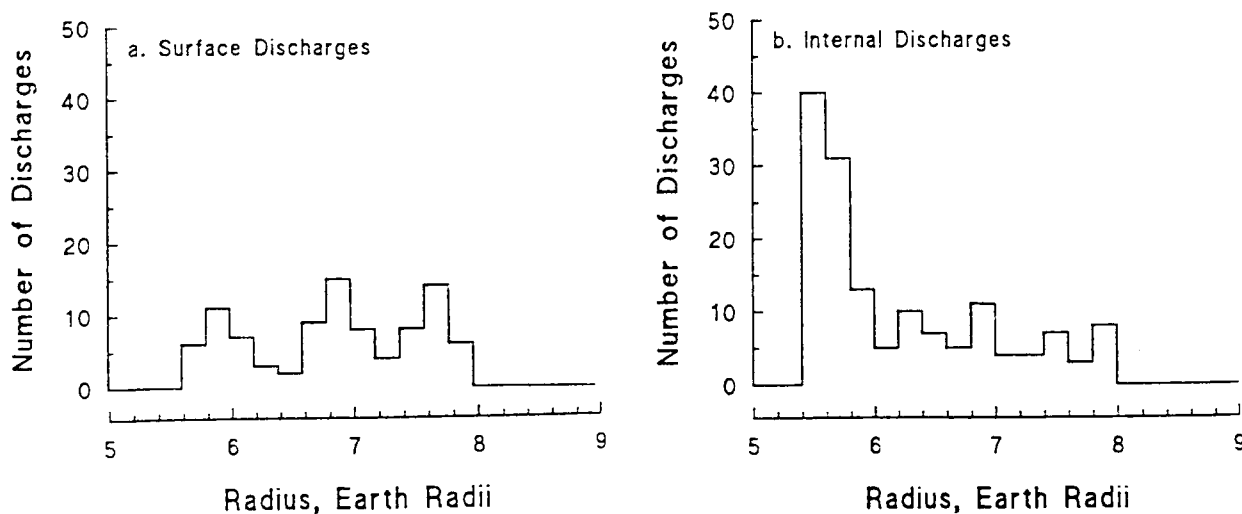 a. Surface Discharges
Number of Discharges
50
40
30
20
10
0
5 6 7 8 9
Radius, Earth Radii
b. Internal Discharges
Number of Discharges
50
40
30
20
10
0
5 6 7 8 9
Radius, Earth Radii